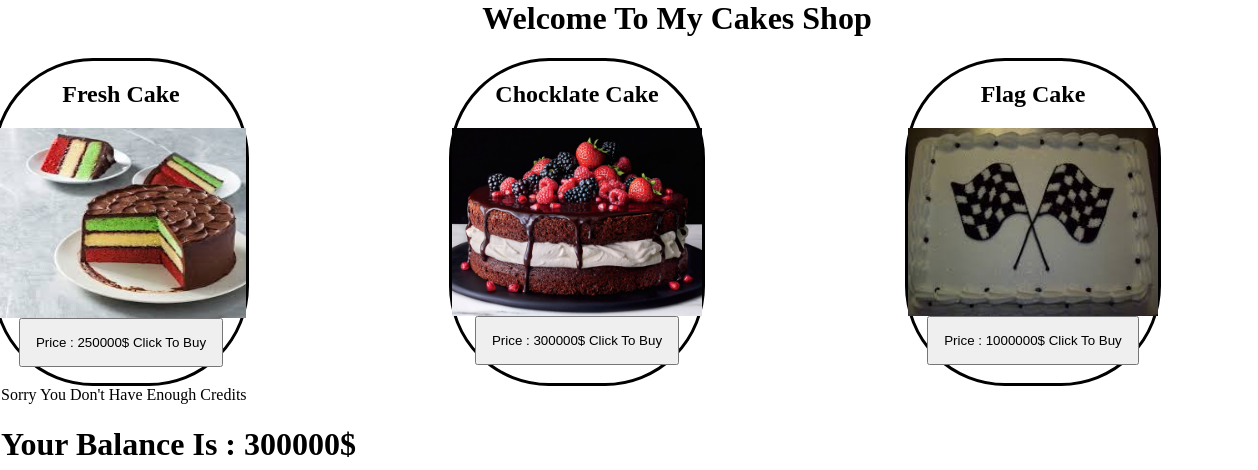 Welcome To My Cakes Shop
Fresh Cake
Chocklate Cake
Flag Cake
Price : 250000$ Click To Buy
Price : 300000$ Click To Buy
Price : 1000000$ Click To Buy
Sorry You Don't Have Enough Credits
Your Balance Is : 300000$